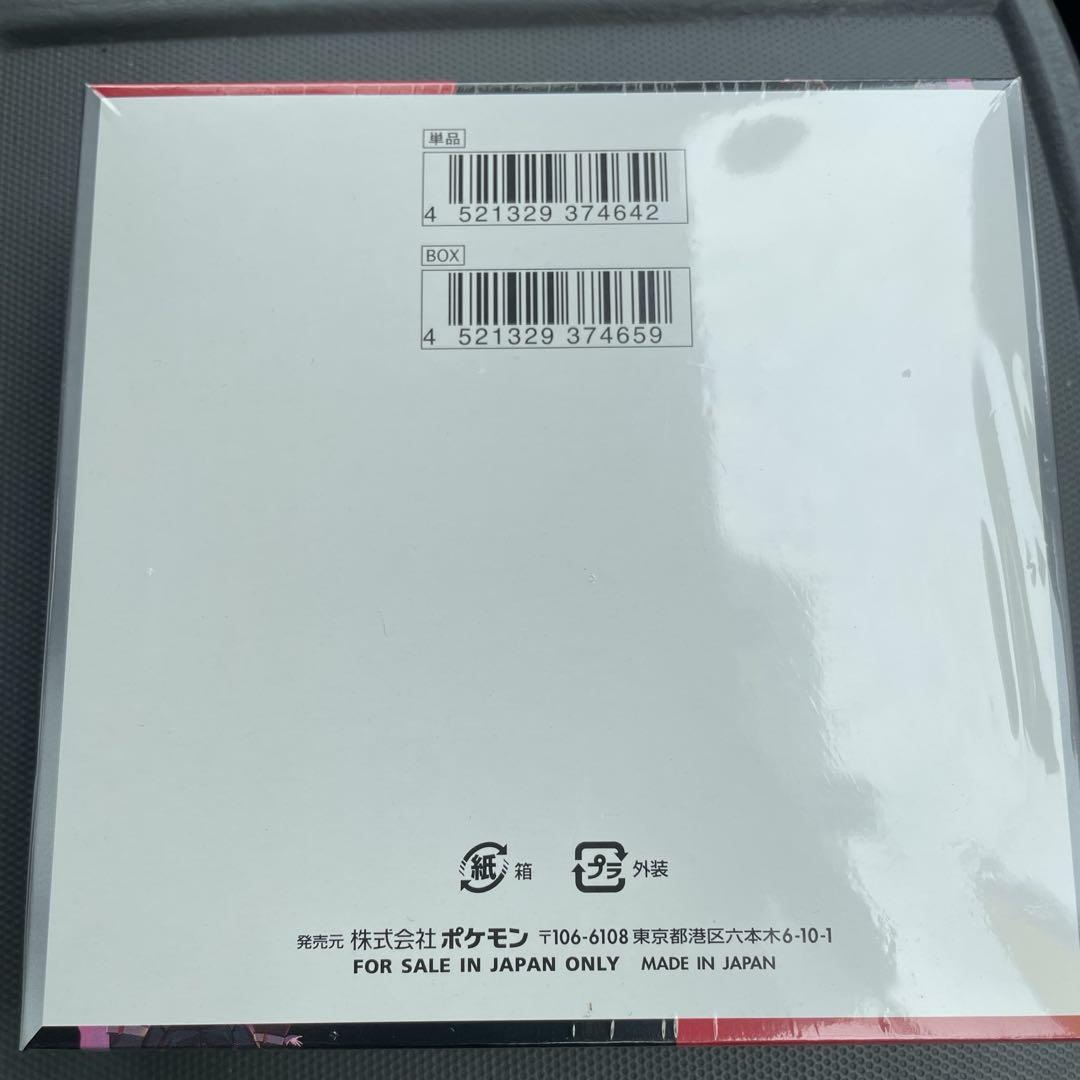 単品
4 521329 374642
BOX
4 521329 374659
紙 箱 プラ 外装
発売元 株式会社 ポケモン 〒106-6108 東京都港区六本木6-10-1
FOR SALE IN JAPAN ONLY MADE IN JAPAN